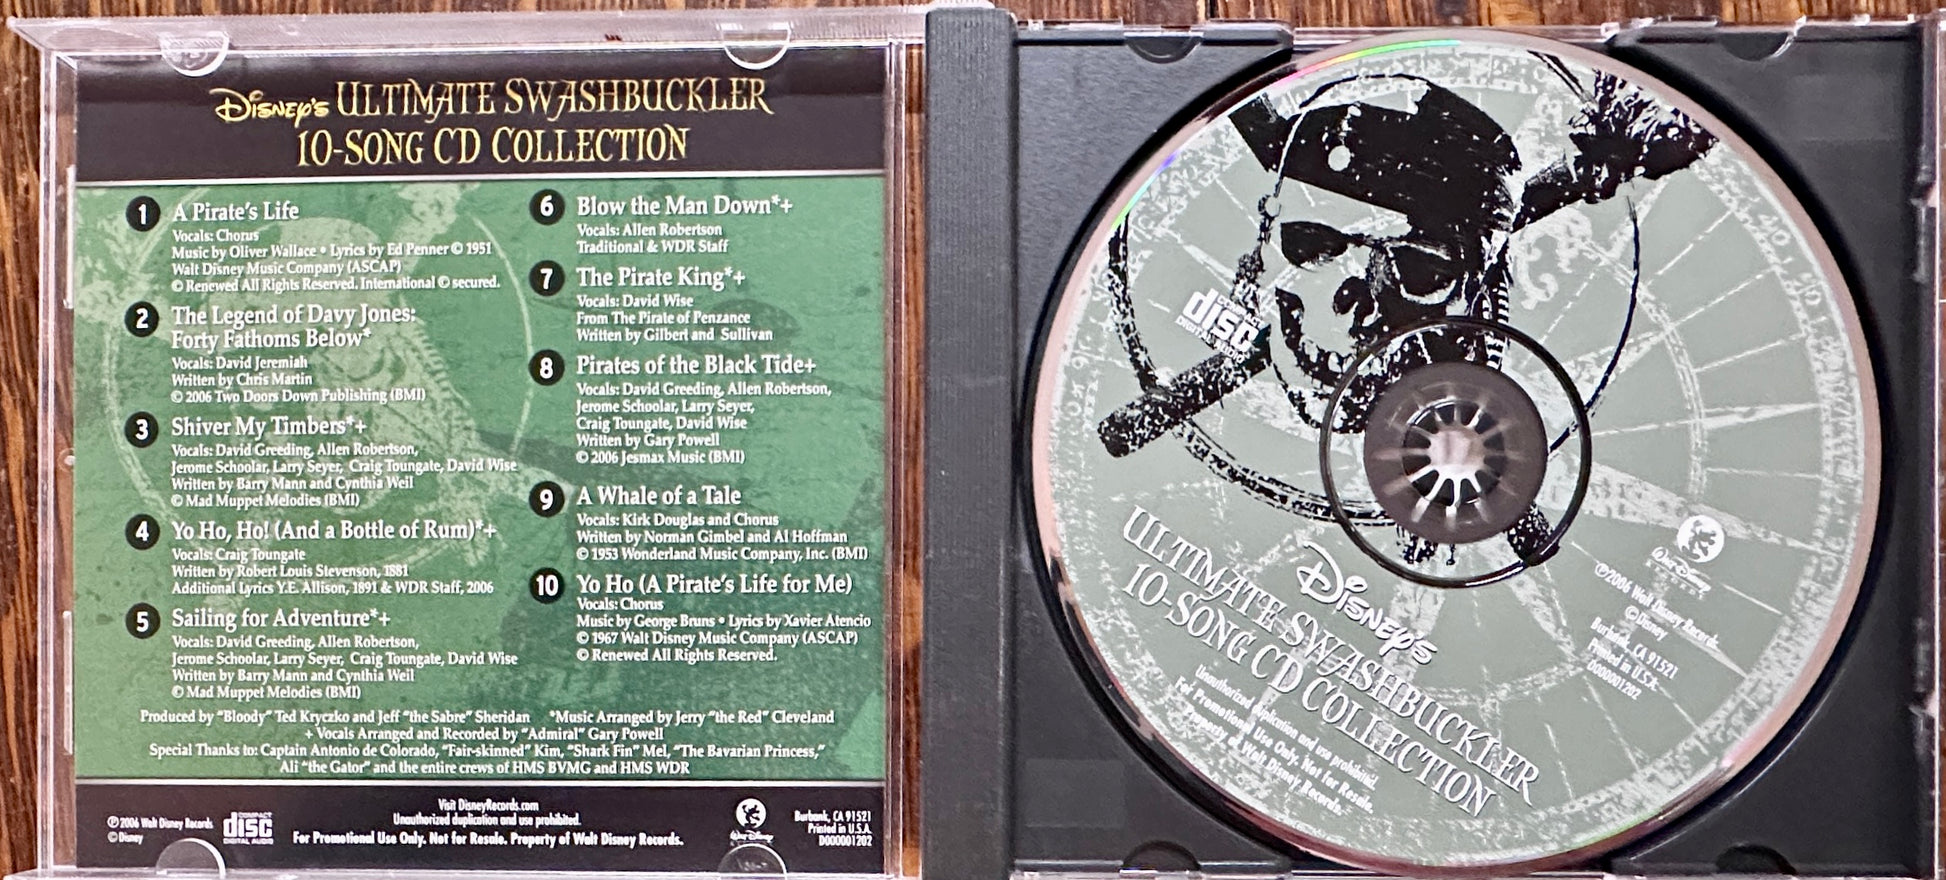 Disney's ULTIMATE SWASHBUCKLER
10-SONG CD COLLECTION
1 A Pirate's Life
Vocals: Chorus
Music by Oliver Wallace • Lyrics by Ed Penner © 1951
Walt Disney Music Company (ASCAP)
© Renewed All Rights Reserved. International © secured.
2 The Legend of Davy Jones:
Forty Fathoms Below*
Vocals: David Jeremiah
Written by Chris Martin
© 2006 Two Doors Down Publishing (BMI)
3 Shiver My Timbers*+
Vocals: David Greeding, Allen Robertson,
Jerome Schoolar, Larry Seyer, Craig Toungate, David Wise
Written by Barry Mann and Cynthia Weil
© Mad Muppet Melodies (BMI)
4 Yo Ho, Ho! (And a Bottle of Rum)*+
Vocals: Craig Toungate
Written by Robert Louis Stevenson, 1881
Additional Lyrics Y.E. Allison, 1891 & WDR Staff, 2006
5 Sailing for Adventure*+
Vocals: David Greeding, Allen Robertson,
Jerome Schoolar, Larry Seyer, Craig Toungate, David Wise
Written by Barry Mann and Cynthia Weil
© Mad Muppet Melodies (BMI)
6 Blow the Man Down*+
Vocals: Allen Robertson
Traditional & WDR Staff
7 The Pirate King*+
Vocals: David Wise
From The Pirate of Penzance
Written by Gilbert and Sullivan
8 Pirates of the Black Tide+
Vocals: David Greeding, Allen Robertson,
Jerome Schoolar, Larry Seyer,
Craig Toungate, David Wise
Written by Gary Powell
© 2006 Jesmax Music (BMI)
9 A Whale of a Tale
Vocals: Kirk Douglas and Chorus
Written by Norman Gimbel and Al Hoffman
© 1953 Wonderland Music Company, Inc. (BMI)
10 Yo Ho (A Pirate's Life for Me)
Vocals: Chorus
Music by George Bruns • Lyrics by Xavier Atencio
© 1967 Walt Disney Music Company (ASCAP)
© Renewed All Rights Reserved.
Produced by "Bloody" Ted Kryczko and Jeff "the Sabre" Sheridan *Music Arranged by Jerry "the Red" Cleveland
+ Vocals Arranged and Recorded by "Admiral" Gary Powell
Special Thanks to: Captain Antonio de Colorado, "Fair-skinned" Kim, "Shark Fin" Mel, "The Bavarian Princess,"
Ali "the Gator" and the entire crews of HMS BVMG and HMS WDR
℗ 2006 Walt Disney Records
© Disney
COMPACT
disc
DIGITAL AUDIO
Visit DisneyRecords.com
Unauthorized duplication and use prohibited.
For Promotional Use Only. Not for Resale. Property of Walt Disney Records.
Walt Disney
Burbank, CA 91521
Printed in U.S.A.
D000001202
COMPACT
disc
DIGITAL AUDIO
Walt Disney
RECORDS
℗2006 Walt Disney Records
©Disney
Burbank, CA 91521
Printed in U.S.A.
D000001202
Disney's
ULTIMATE SWASHBUCKLER
10-SONG CD COLLECTION
Unauthorized duplication and use prohibited.
For Promotional Use Only. Not for Resale.
Property of Walt Disney Records.